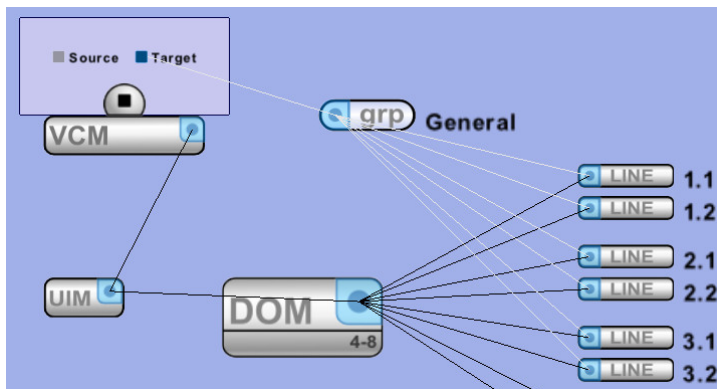 Source Target
VCM
grp General
LINE 1.1
LINE 1.2
LINE 2.1
UIM
DOM
LINE 2.2
4-8
LINE 3.1
LINE 3.2